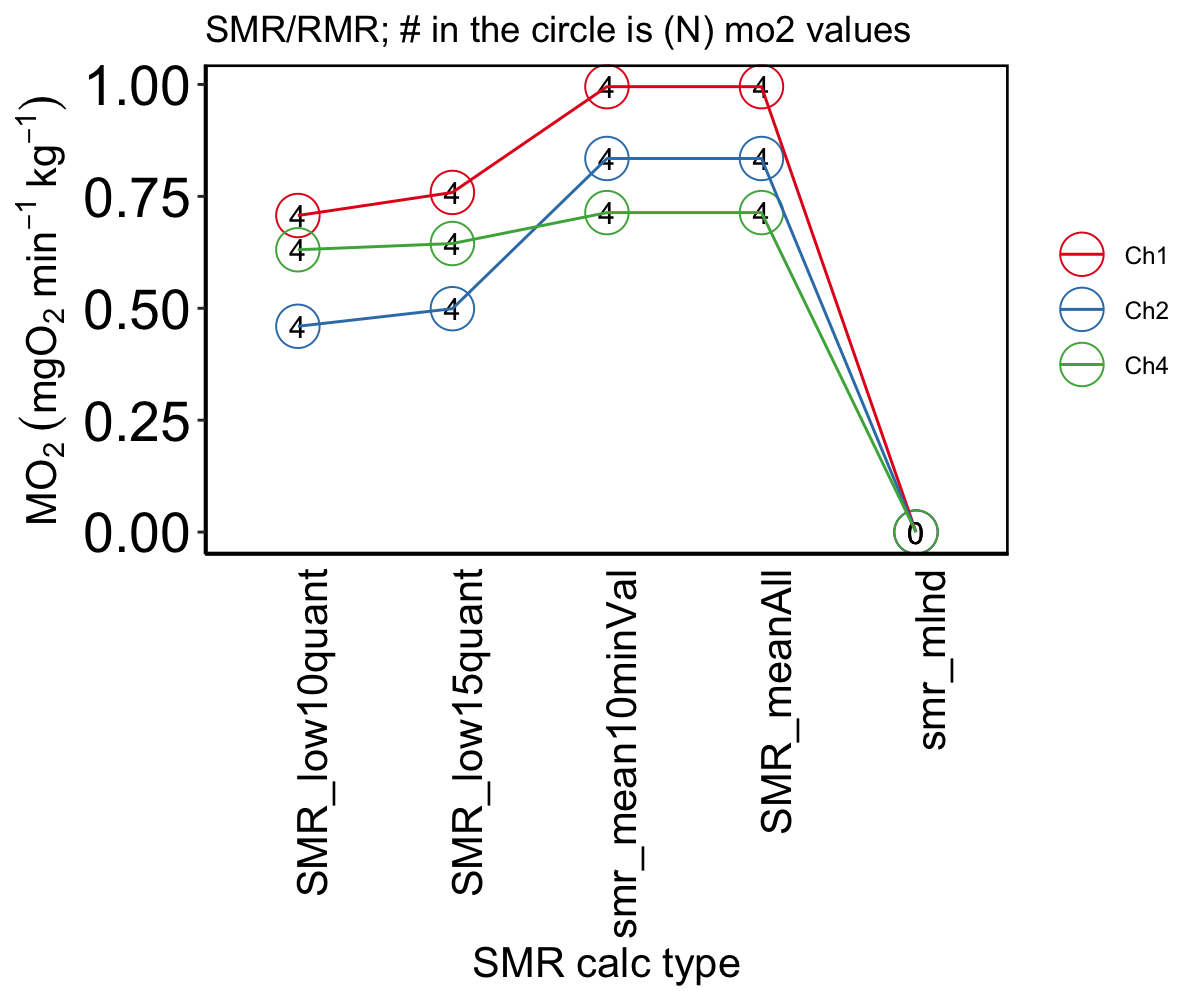 SMR/RMR; # in the circle is (N) mo2 values
MO₂ (mgO₂ min⁻¹ kg⁻¹)
1.00
0.75
0.50
0.25
0.00
4 4 4 4
4 4 4 4
4 4 4 4
0
Ch1
Ch2
Ch4
SMR_low10quant
SMR_low15quant
smr_mean10minVal
SMR_meanAll
smr_mlnd
SMR calc type